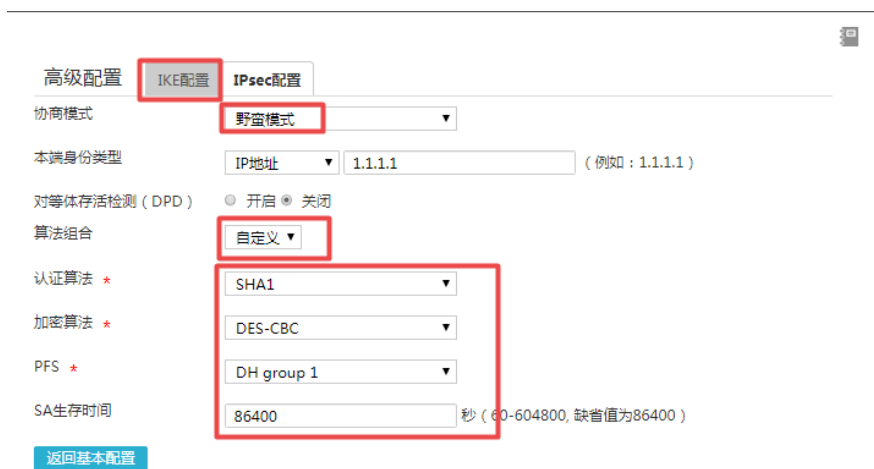 高级配置 IKE配置 IPsec配置
协商模式 野蛮模式
本端身份类型 IP地址 1.1.1.1 (例如：1.1.1.1)
对等体存活检测（DPD） 开启 关闭
算法组合 自定义
认证算法 * SHA1
加密算法 * DES-CBC
PFS * DH group 1
SA生存时间 86400 秒（60-604800, 缺省值为86400）
返回基本配置